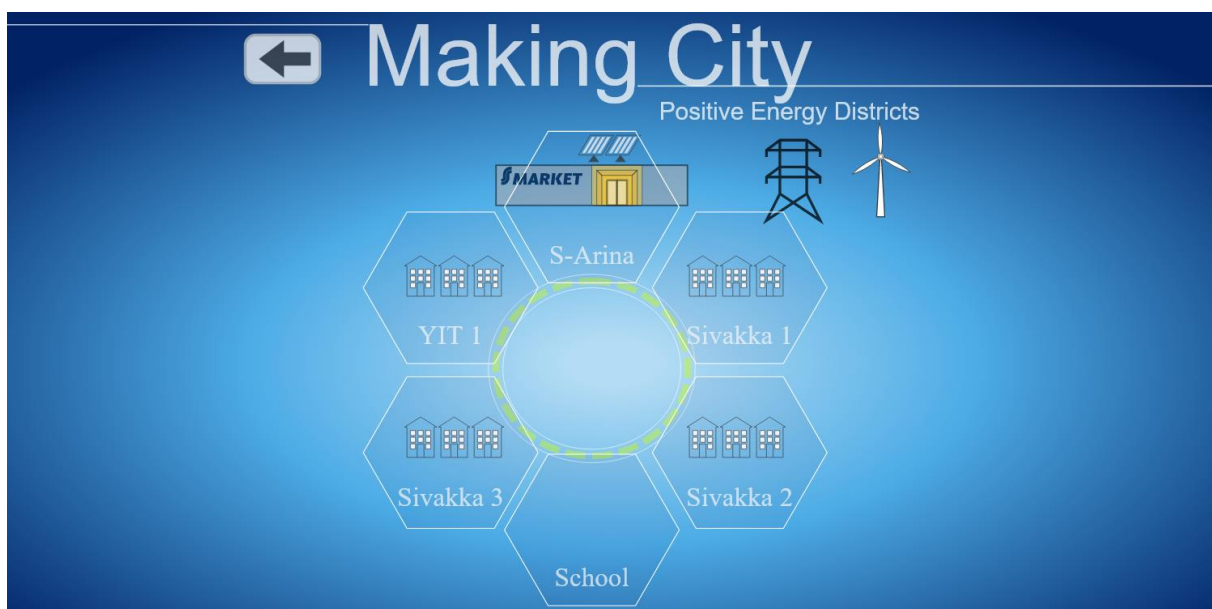 Making City
Positive Energy Districts
S MARKET
S-Arina
YIT 1
Sivakka 1
Sivakka 3
Sivakka 2
School